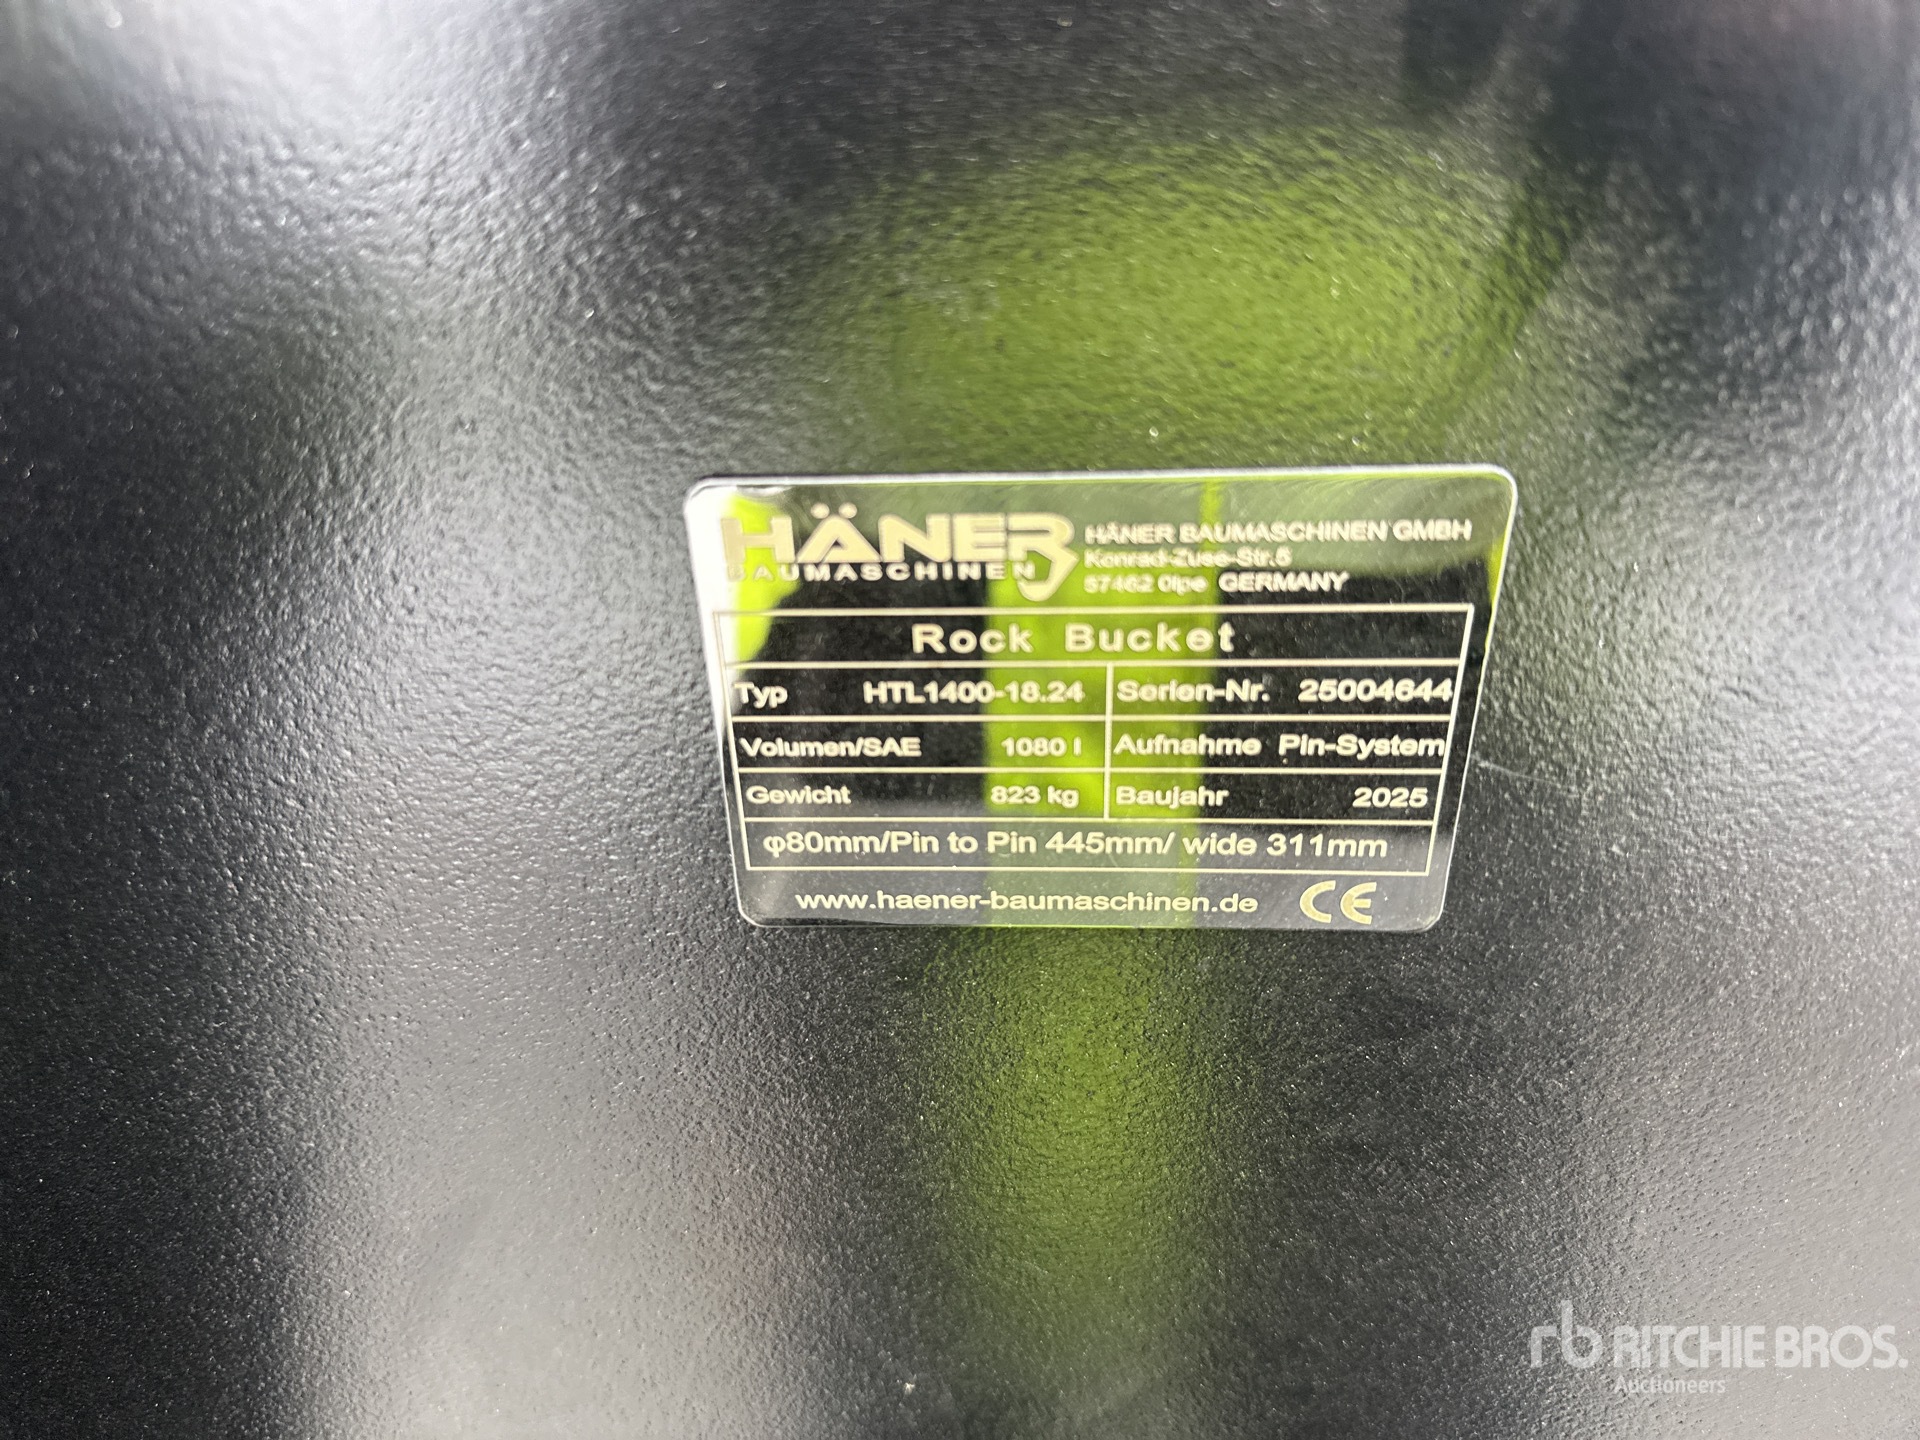 HÄNER
BAUMASCHINEN
HÄNER BAUMASCHINEN GMBH
Konrad-Zuse-Str.6
57462 Olpe GERMANY
Rock Bucket
Typ HTL1400-18.24 Serien-Nr. 25004644
Volumen/SAE 1080 l Aufnahme Pin-System
Gewicht 823 kg Baujahr 2025
φ80mm/Pin to Pin 445mm/ wide 311mm
www.haener-baumaschinen.de CE
rb RITCHIE BROS.
Auctioneers